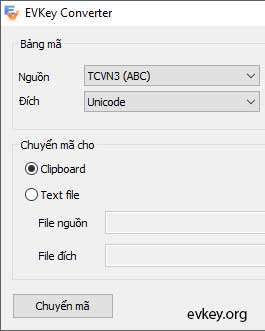 EVKey Converter
Bảng mã
Nguồn TCVN3 (ABC)
Đích Unicode
Chuyển mã cho
Clipboard
Text file
File nguồn
File đích
Chuyển mã
evkey.org